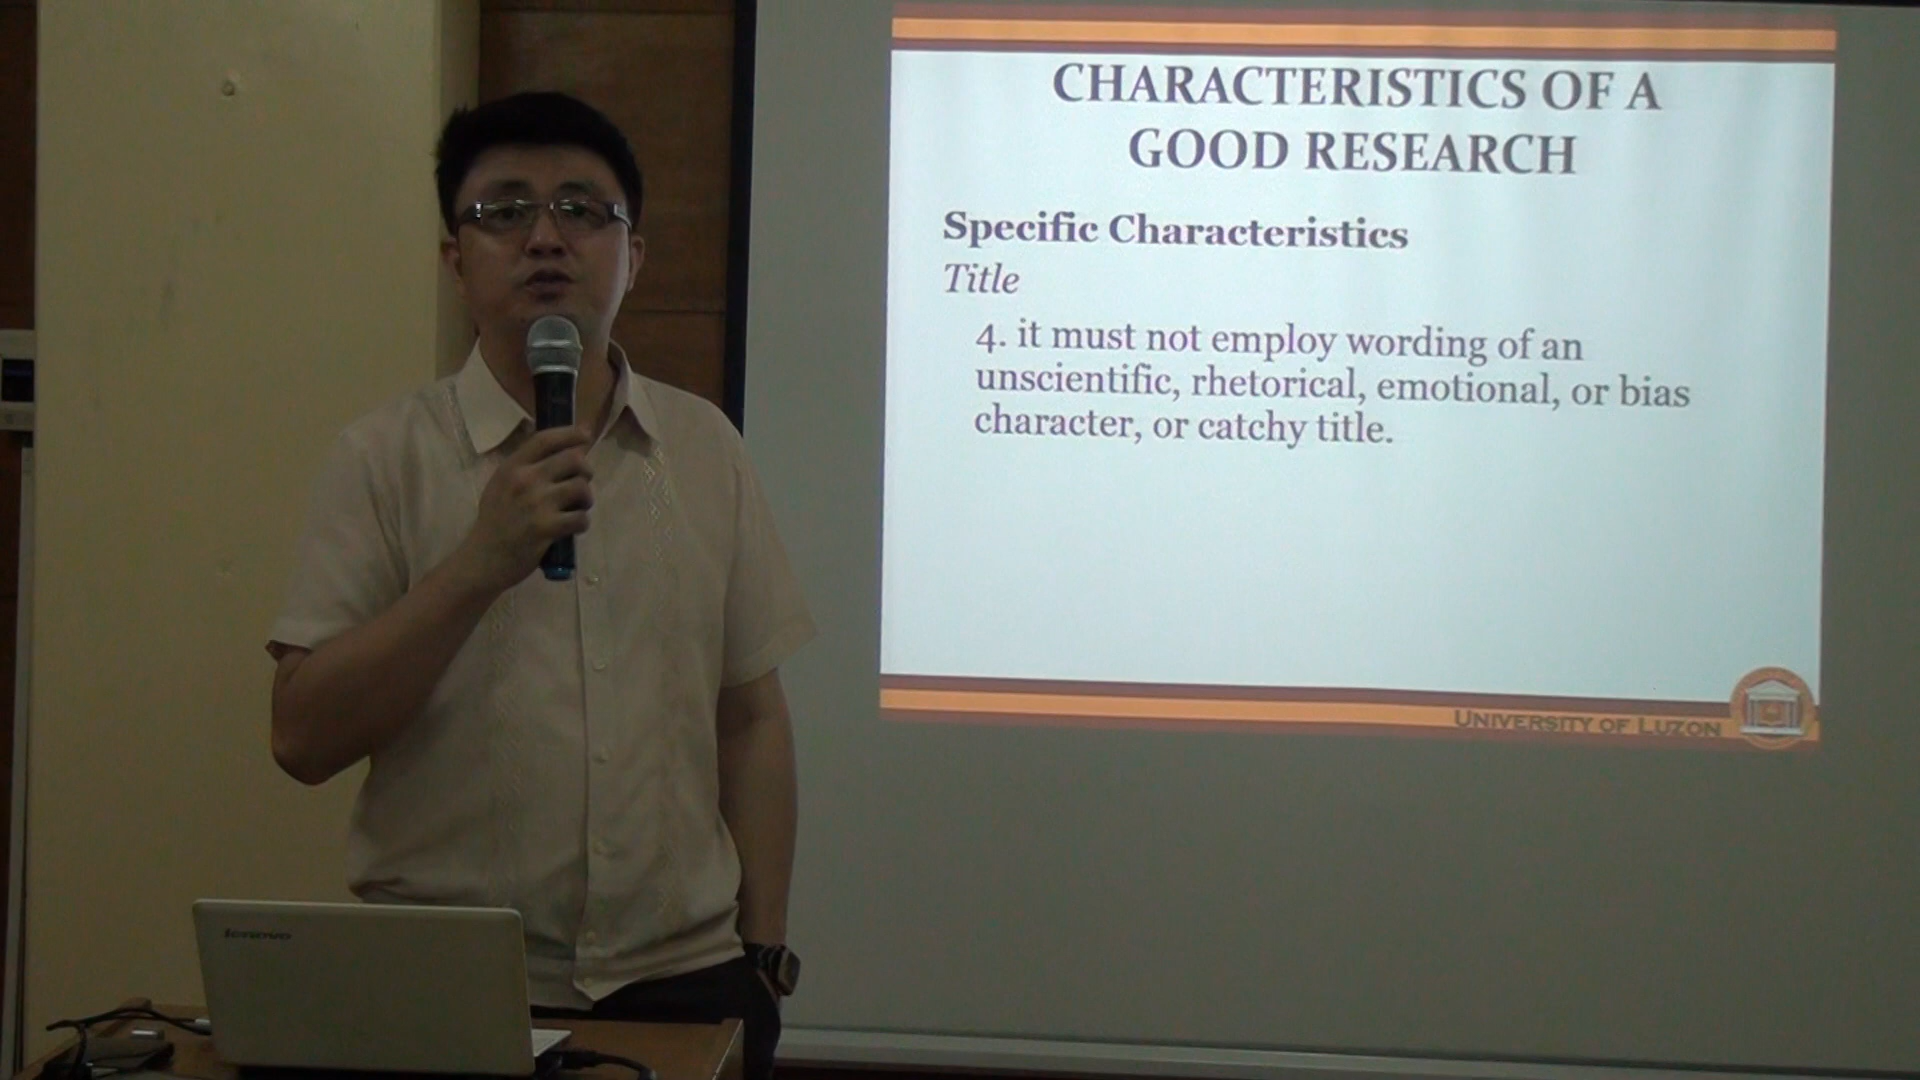 CHARACTERISTICS OF A
GOOD RESEARCH
Specific Characteristics
Title
4. it must not employ wording of an
unscientific, rhetorical, emotional, or bias
character, or catchy title.
UNIVERSITY OF LUZON
lenovo